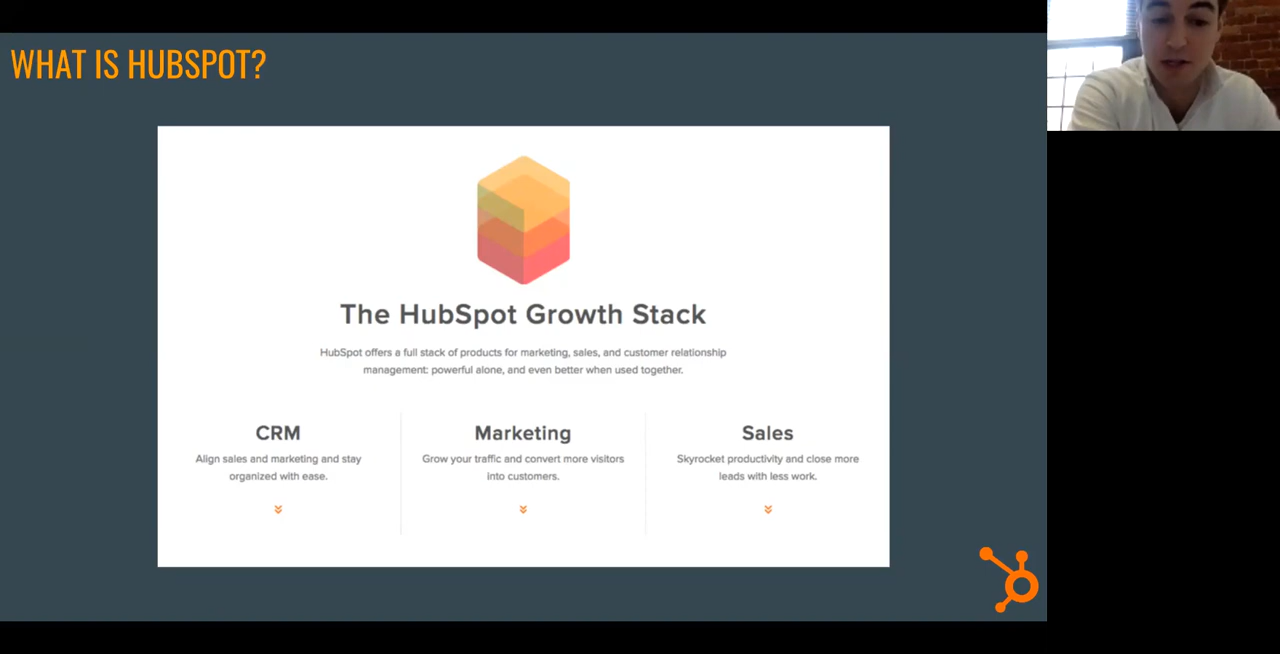 WHAT IS HUBSPOT?
The HubSpot Growth Stack
HubSpot offers a full stack of products for marketing, sales, and customer relationship
management: powerful alone, and even better when used together.
CRM
Align sales and marketing and stay
organized with ease.
Marketing
Grow your traffic and convert more visitors
into customers.
Sales
Skyrocket productivity and close more
leads with less work.